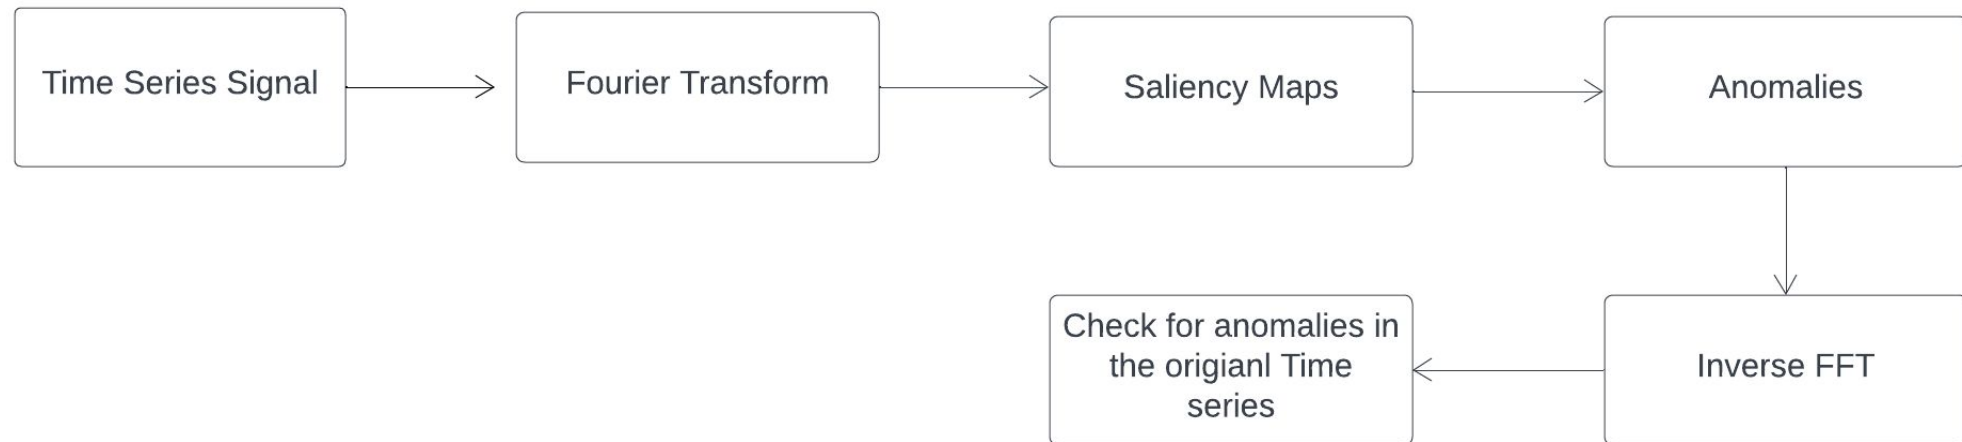 Time Series Signal
Fourier Transform
Saliency Maps
Anomalies
Inverse FFT
Check for anomalies in
the origianl Time
series